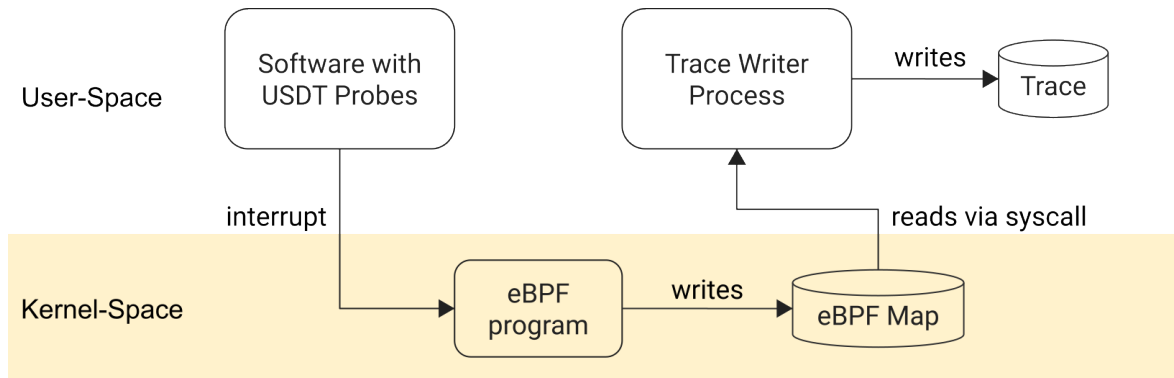 Software with
USDT Probes
Trace Writer
Process
writes
Trace
User-Space
interrupt
reads via syscall
Kernel-Space
eBPF
program
writes
eBPF Map